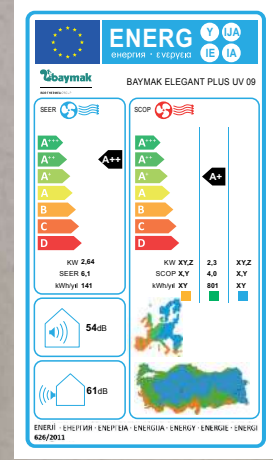 ENERG
енергия · ενεργεια
Y IJA
IE IA
baymak
BAYMAK ELEGANT PLUS UV 09
SEER
SCOP
A+++
A++
A+
A
B
C
D
A++
A+++
A++
A+
A
B
C
D
A+
KW 2,64
SEER 6,1
kWh/yıl 141
KW XY,Z 2,3 XY,Z
SCOP X,Y 4,0 X,Y
kWh/yıl XY 801 XY
54dB
61dB
ENERJİ · ЕНЕРГИЯ · ΕΝΕΡΓΕΙΑ · ENERGIJA · ENERGY · ENERGIE · ENERGI
626/2011